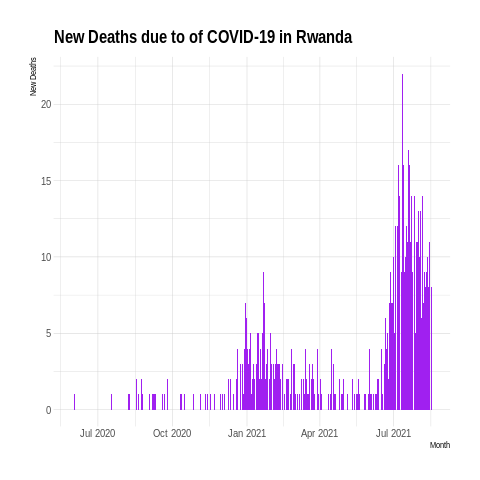 New Deaths due to of COVID-19 in Rwanda
New Deaths
20
15
10
5
0
Jul 2020 Oct 2020 Jan 2021 Apr 2021 Jul 2021
Month